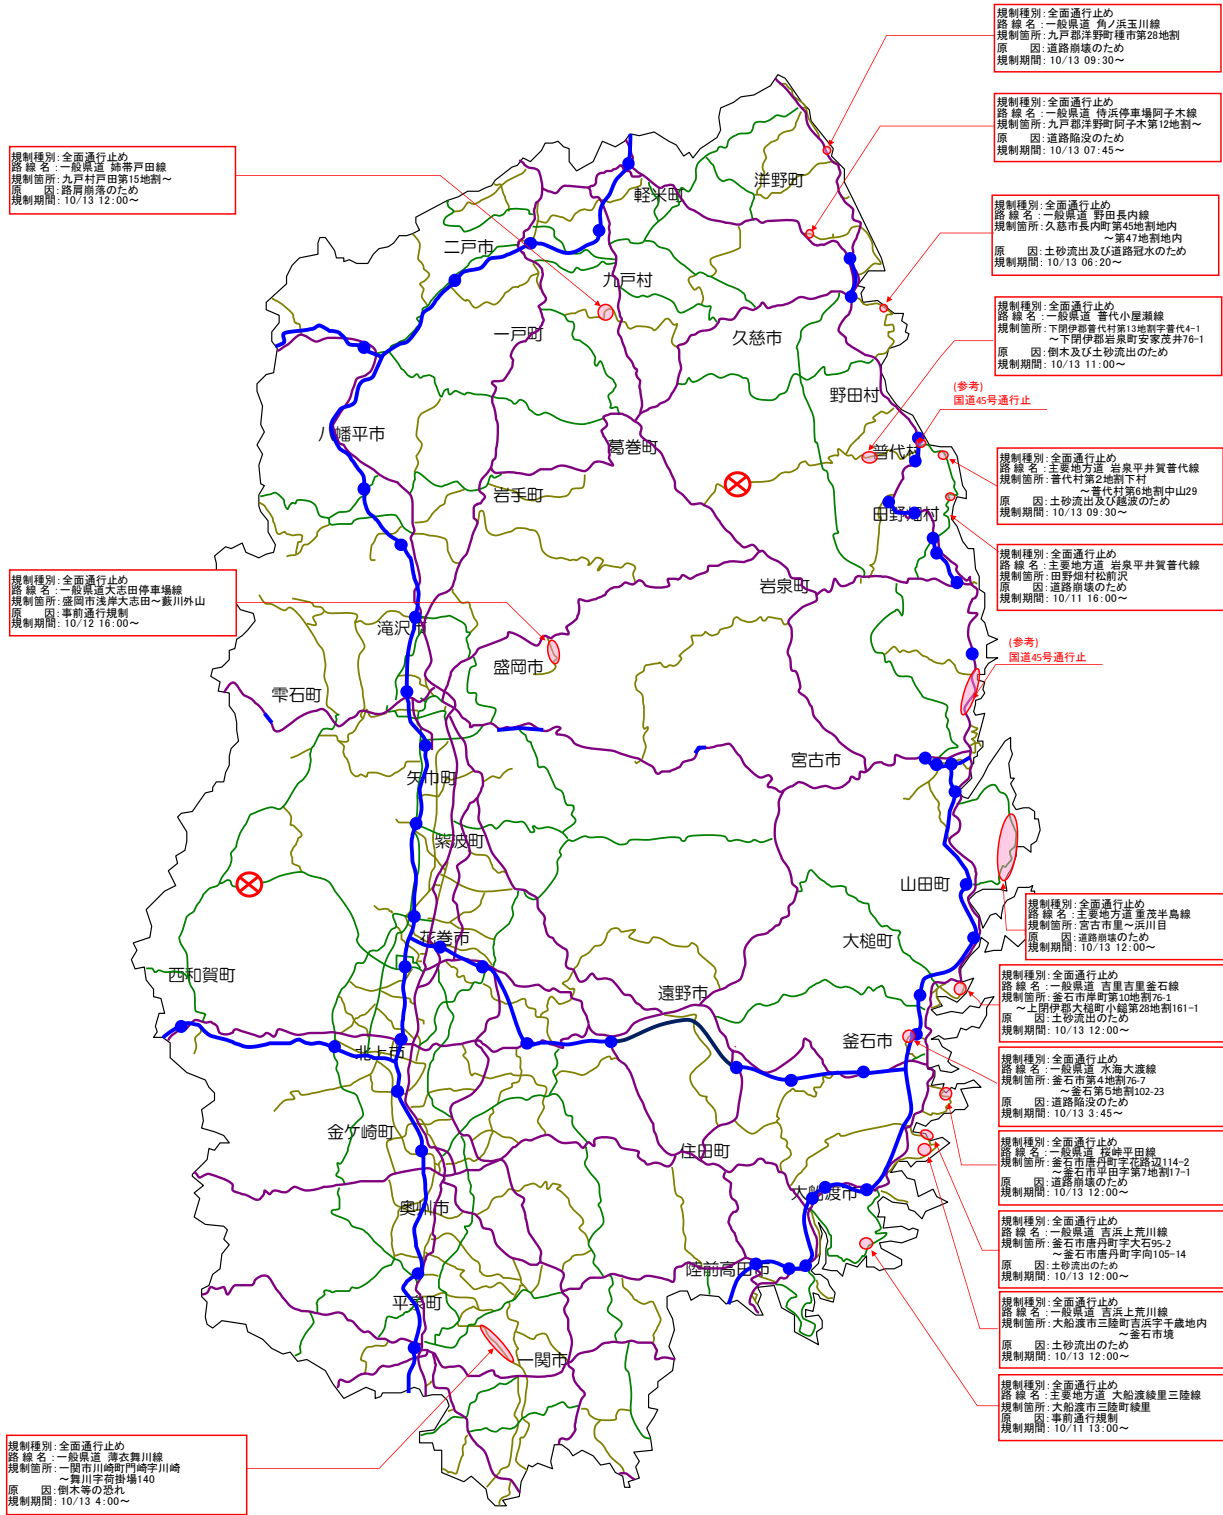 規制種別：全面通行止め
路 線 名：一般県道 角ノ浜玉川線
規制箇所：九戸郡洋野町種市第28地割
原　　因：道路崩壊のため
規制期間：10/13 09:30～
規制種別：全面通行止め
路 線 名：一般県道 侍浜停車場阿子木線
規制箇所：九戸郡洋野町阿子木第12地割～
原　　因：道路陥没のため
規制期間：10/13 07:45～
規制種別：全面通行止め
路 線 名：一般県道 姉帯戸田線
規制箇所：九戸村戸田第15地割～
原　　因：路肩崩落のため
規制期間：10/13 12:00～
規制種別：全面通行止め
路 線 名：一般県道 野田長内線
規制箇所：久慈市長内町第45地割地内
～第47地割地内
原　　因：土砂流出及び道路冠水のため
規制期間：10/13 06:20～
規制種別：全面通行止め
路 線 名：一般県道 普代小屋瀬線
規制箇所：下閉伊郡普代村第13地割字普代4-1
～下閉伊郡岩泉町安家茂井76-1
原　　因：倒木及び土砂流出のため
規制期間：10/13 11:00～
(参考)
国道45号通行止
規制種別：全面通行止め
路 線 名：主要地方道 岩泉平井賀普代線
規制箇所：普代村第2地割下村
～普代村第6地割中山29
原　　因：土砂流出及び越波のため
規制期間：10/13 09:30～
規制種別：全面通行止め
路 線 名：主要地方道 岩泉平井賀普代線
規制箇所：田野畑村松前沢
原　　因：道路崩壊のため
規制期間：10/11 16:00～
規制種別：全面通行止め
路 線 名：一般県道大志田停車場線
規制箇所：盛岡市浅岸大志田～薮川外山
原　　因：事前通行規制
規制期間：10/12 16:00～
(参考)
国道45号通行止
規制種別：全面通行止め
路 線 名：主要地方道 重茂半島線
規制箇所：宮古市里～浜川目
原　　因：道路崩壊のため
規制期間：10/13 12:00～
規制種別：全面通行止め
路 線 名：一般県道 吉里吉里釜石線
規制箇所：釜石市岸町第10地割76-1
～上閉伊郡大槌町小鎚第28地割161-1
原　　因：土砂流出のため
規制期間：10/13 12:00～
規制種別：全面通行止め
路 線 名：一般県道 水海大渡線
規制箇所：釜石市第4地割76-7
～釜石第5地割102-23
原　　因：道路陥没のため
規制期間：10/13 3:45～
規制種別：全面通行止め
路 線 名：一般県道 桜峠平田線
規制箇所：釜石市唐丹町字花路辺114-2
～釜石市平田字第7地割17-1
原　　因：道路崩壊のため
規制期間：10/13 12:00～
規制種別：全面通行止め
路 線 名：一般県道 吉浜上荒川線
規制箇所：釜石市唐丹町字大石95-2
～釜石市唐丹町字向105-14
原　　因：土砂流出のため
規制期間：10/13 12:00～
規制種別：全面通行止め
路 線 名：一般県道 吉浜上荒川線
規制箇所：大船渡市三陸町吉浜字千歳地内
～釜石市境
原　　因：土砂流出のため
規制期間：10/13 12:00～
規制種別：全面通行止め
路 線 名：主要地方道 大船渡綾里三陸線
規制箇所：大船渡市三陸町綾里
原　　因：事前通行規制
規制期間：10/11 13:00～
規制種別：全面通行止め
路 線 名：一般県道 薄衣舞川線
規制箇所：一関市川崎町門崎字川崎
～舞川字荷掛場140
原　　因：倒木等の恐れ
規制期間：10/13 4:00～
洋野町
軽米町
二戸市
九戸村
一戸町
久慈市
野田村
八幡平市
葛巻町
普代村
岩手町
田野畑村
岩泉町
滝沢市
盛岡市
雫石町
宮古市
矢巾町
紫波町
山田町
花巻市
大槌町
西和賀町
遠野市
釜石市
北上市
金ケ崎町
住田町
大船渡市
奥州市
陸前高田市
平泉町
一関市